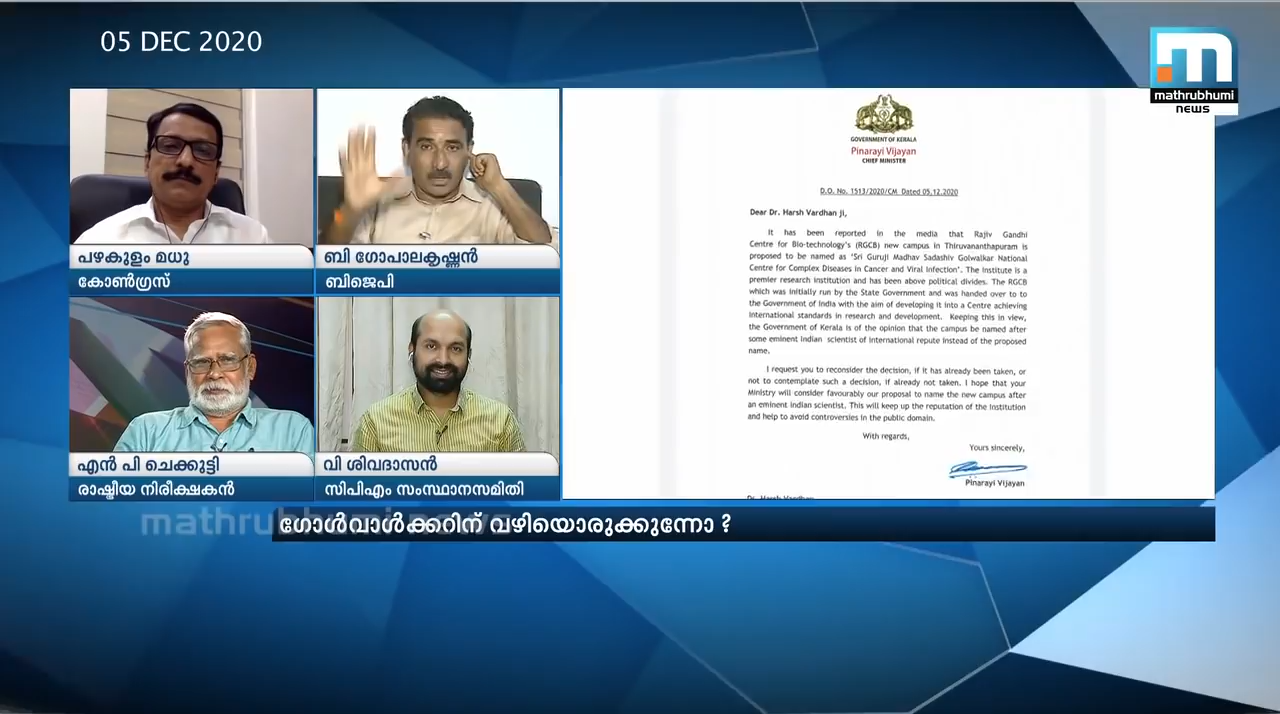 05 DEC 2020
mathrubhumi
news
പഴകുളം മധു
കോൺഗ്രസ്
ബി ഗോപാലകൃഷ്ണൻ
ബിജെപി
എൻ പി ചെക്കുട്ടി
രാഷ്ട്രീയ നിരീക്ഷകൻ
വി ശിവദാസൻ
സിപിഎം സംസ്ഥാനസമിതി
GOVERNMENT OF KERALA
Pinarayi Vijayan
CHIEF MINISTER
D.O. No. 1513/2020/CM Dated 05.12.2020
Dear Dr. Harsh Vardhan ji,
It has been reported in the media that Rajiv Gandhi
Centre for Bio-technology's (RGCB) new campus in Thiruvananthapuram is
proposed to be named as 'Sri Guruji Madhav Sadashiv Golwalkar National
Centre for Complex Diseases in Cancer and Viral Infection'. The Institute is a
premier research institution and has been above political divides. The RGCB
which was initially run by the State Government and was handed over to to
the Government of India with the aim of developing it into a Centre achieving
International standards in research and development. Keeping this in view,
the Government of Kerala is of the opinion that the campus be named after
some eminent Indian scientist of International repute instead of the proposed
name.
I request you to reconsider the decision, if it has already been taken, or
not to contemplate such a decision, if already not taken. I hope that your
Ministry will consider favourably our proposal to name the new campus after
an eminent Indian scientist. This will keep up the reputation of the Institution
and help to avoid controversies in the public domain.
With regards,
Yours sincerely,
Pinarayi Vijayan
Dr. Harsh Vardhan
mathrubhumi news
ഗോൾവാൾക്കറിന് വഴിയൊരുക്കുന്നോ ?